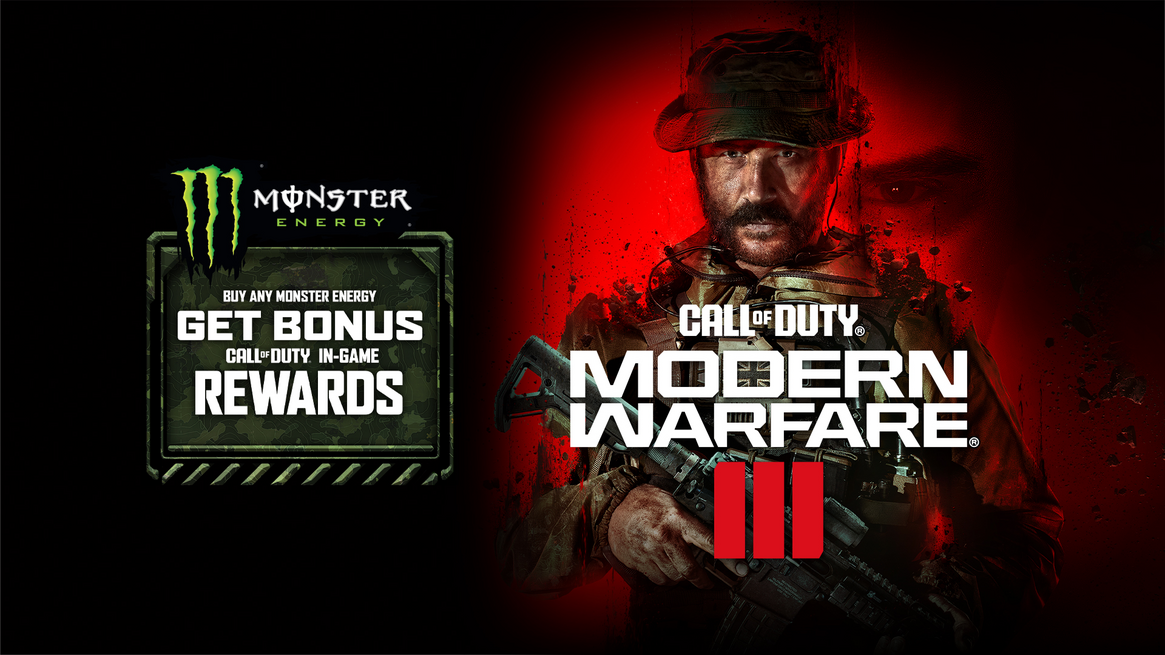 MONSTER
ENERGY
BUY ANY MONSTER ENERGY
GET BONUS
CALL OF DUTY® IN-GAME
REWARDS
CALL OF DUTY®
MODERN
WARFARE®
III